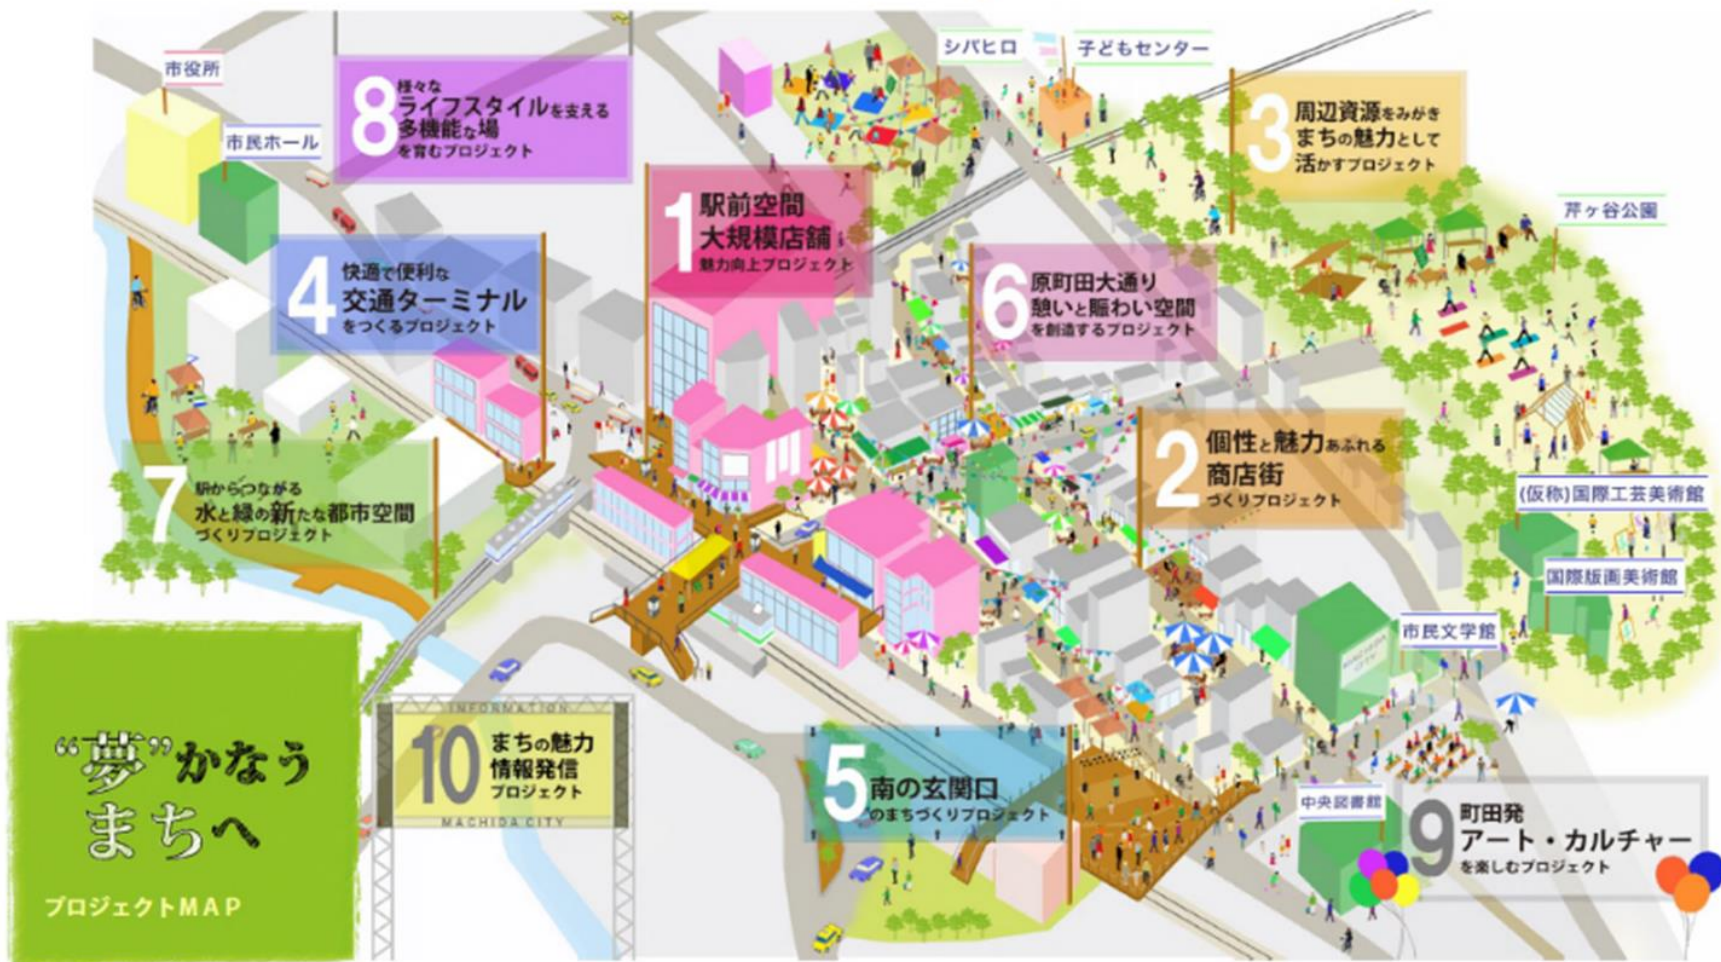 市役所
市民ホール
8
様々な
ライフスタイルを支える
多機能な場
を育むプロジェクト
シバヒロ
子どもセンター
3
周辺資源をみがき
まちの魅力として
活かすプロジェクト
芹ヶ谷公園
1
駅前空間
大規模店舗
魅力向上プロジェクト
4
快適で便利な
交通ターミナル
をつくるプロジェクト
6
原町田大通り
憩いと賑わい空間
を創造するプロジェクト
2
個性と魅力あふれる
商店街
づくりプロジェクト
7
駅からつながる
水と緑の新たな都市空間
づくりプロジェクト
(仮称)国際工芸美術館
国際版画美術館
市民文学館
"夢"かなう
まちへ
プロジェクトMAP
INFORMATION
10
まちの魅力
情報発信
プロジェクト
MACHIDA CITY
5
南の玄関口
のまちづくりプロジェクト
中央図書館
9
町田発
アート・カルチャー
を楽しむプロジェクト